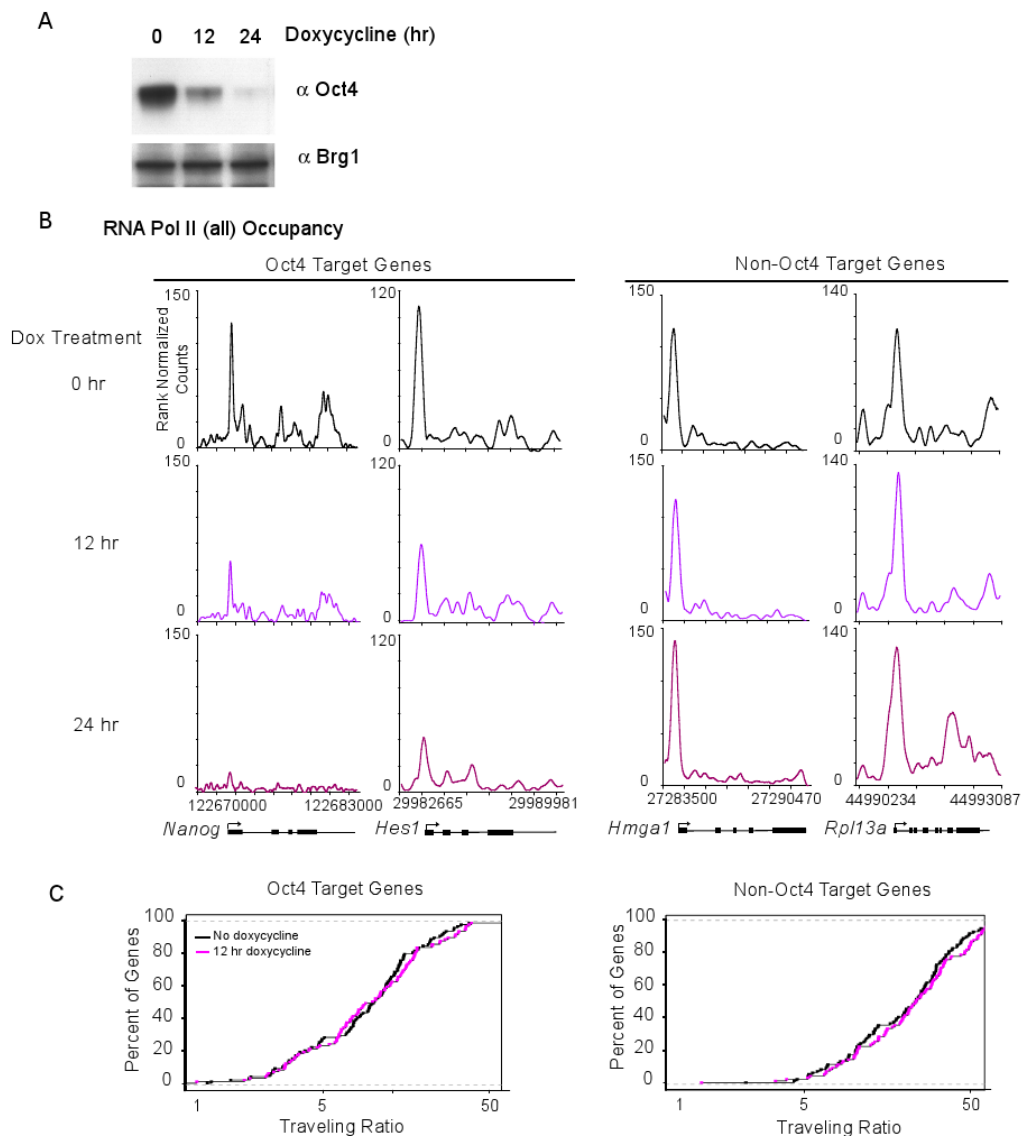 A
0 12 24 Doxycycline (hr)
α Oct4
α Brg1
B
RNA Pol II (all) Occupancy
Oct4 Target Genes
Non-Oct4 Target Genes
Dox Treatment
Rank Normalized
Counts
0 hr
150
0
120
0
150
0
140
0
12 hr
150
0
120
0
150
0
140
0
24 hr
150
0
120
0
150
0
140
0
122670000 122683000
29982665 29989981
27283500 27290470
44990234 44993087
Nanog
Hes1
Hmga1
Rpl13a
C
Oct4 Target Genes
Non-Oct4 Target Genes
Percent of Genes
100
80
60
40
20
0
No doxycycline
12 hr doxycycline
1 5 50
Traveling Ratio
Percent of Genes
100
80
60
40
20
0
1 5 50
Traveling Ratio